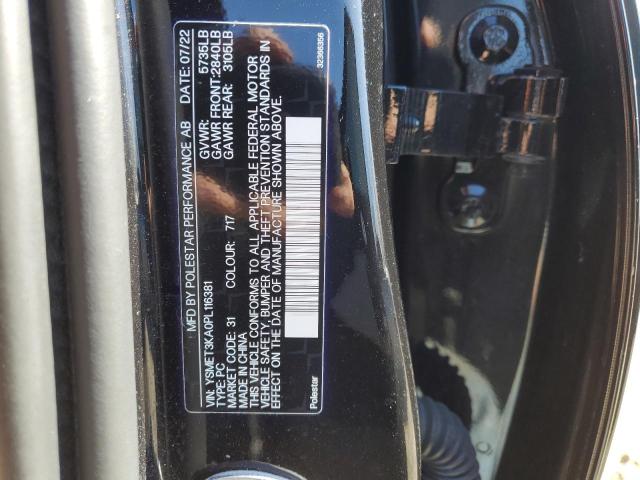 MFD BY POLESTAR PERFORMANCE AB DATE: 07/22
GVWR: 5735LB
GAWR FRONT: 2840LB
GAWR REAR: 3105LB
VIN: YSMET3KA0PL116381
TYPE: PC
MARKET CODE: 31 COLOUR: 717
MADE IN CHINA
THIS VEHICLE CONFORMS TO ALL APPLICABLE FEDERAL MOTOR
VEHICLE SAFETY, BUMPER AND THEFT PREVENTION STANDARDS IN
EFFECT ON DATE OF MANUFACTURE SHOWN ABOVE.
Polestar 32366356